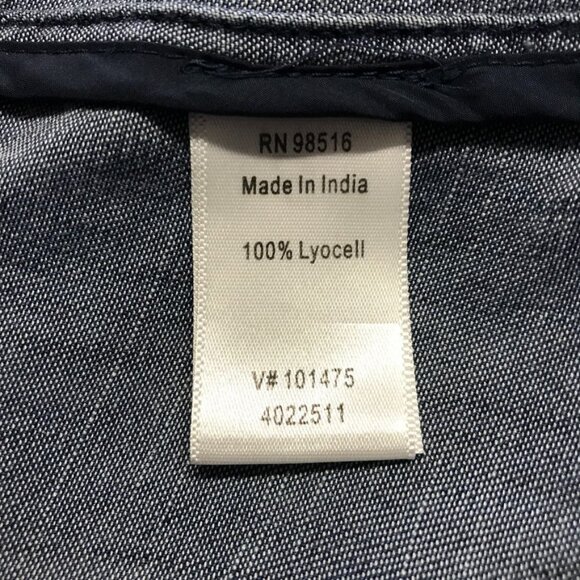 RN 98516
Made In India
100% Lyocell
V# 101475
4022511